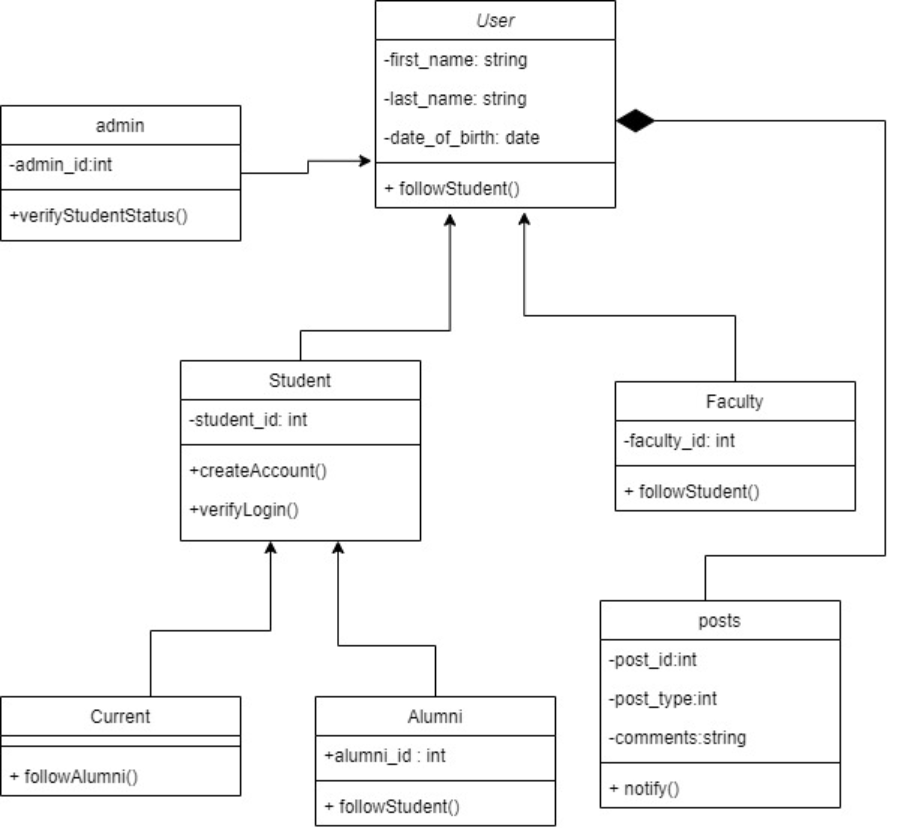 User
-first_name: string
-last_name: string
-date_of_birth: date
+ followStudent()
admin
-admin_id:int
+verifyStudentStatus()
Student
-student_id: int
+createAccount()
+verifyLogin()
Faculty
-faculty_id: int
+ followStudent()
Current
+ followAlumni()
Alumni
+alumni_id : int
+ followStudent()
posts
-post_id:int
-post_type:int
-comments:string
+ notify()